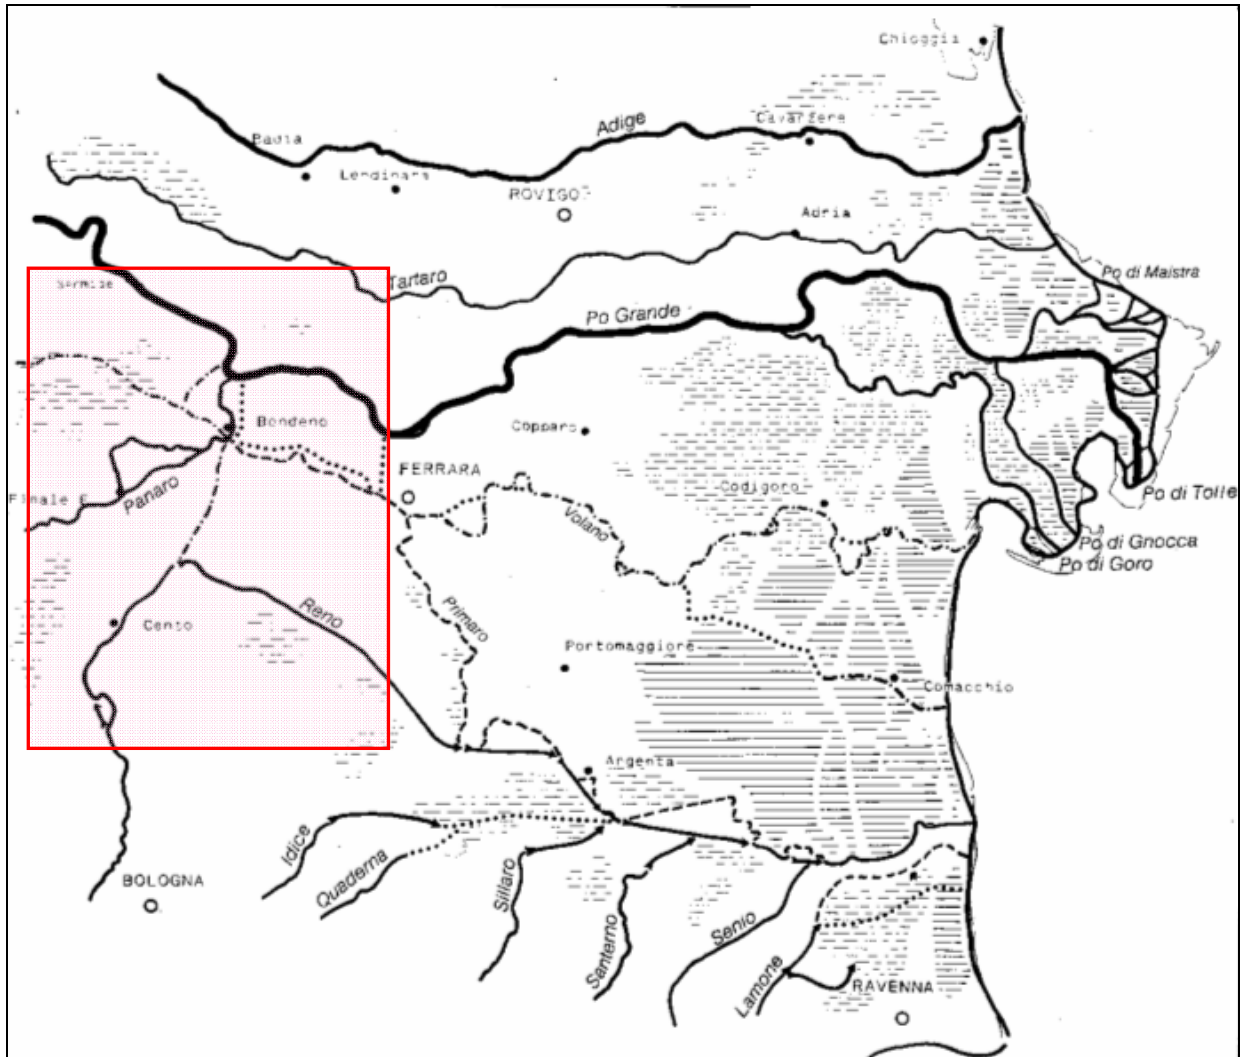 Chioggia
Cavarzere
Adige
Badia
Lendinara
ROVIGO
Adria
Tartaro
Po di Maistra
Po Grande
Bondeno
Copparo
FERRARA
Codigoro
Po di Tolle
Panaro
Finale E
Volano
Po di Gnocca
Po di Goro
Reno
Primaro
Cento
Portomaggiore
Comacchio
Argenta
Idice
Quaderna
BOLOGNA
Sillaro
Santerno
Senio
Lamone
RAVENNA